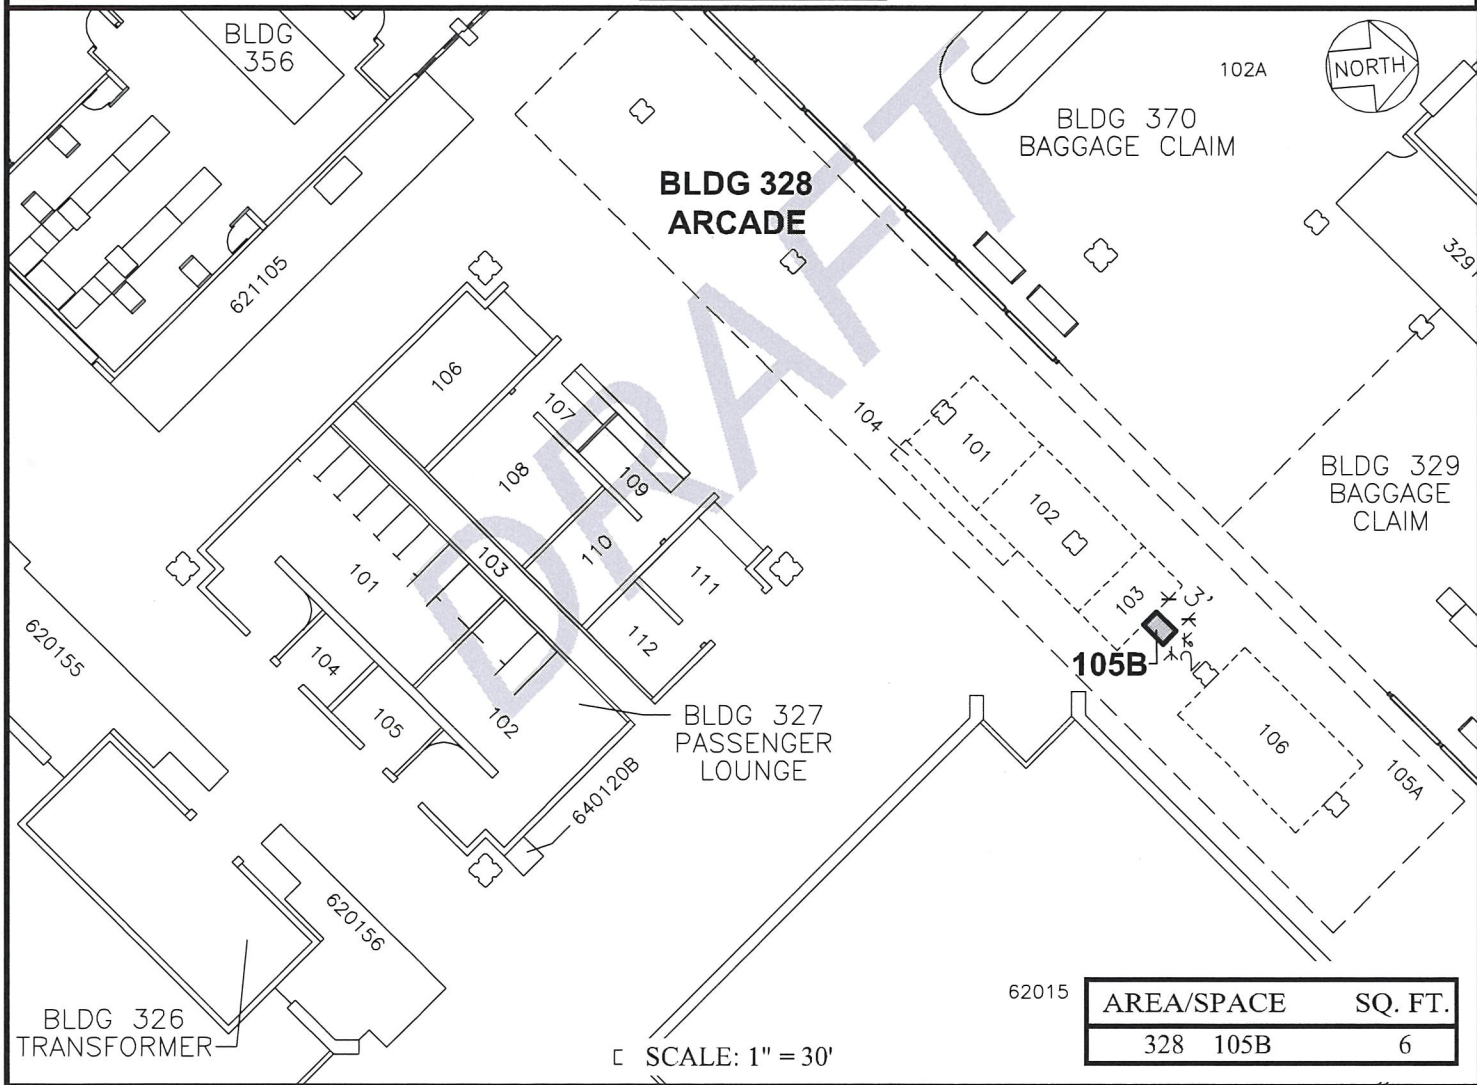 BLDG
356
102A
NORTH
BLDG 370
BAGGAGE CLAIM
BLDG 328
ARCADE
621105
106
107
104
101
108
109
102
BLDG 329
BAGGAGE
CLAIM
110
103
101
111
103
3'
2'
112
105B
620155
104
105
102
BLDG 327
PASSENGER
LOUNGE
106
105A
640120B
620156
BLDG 326
TRANSFORMER
SCALE: 1" = 30'
62015
AREA/SPACE SQ. FT.
328 105B 6
DRAFT